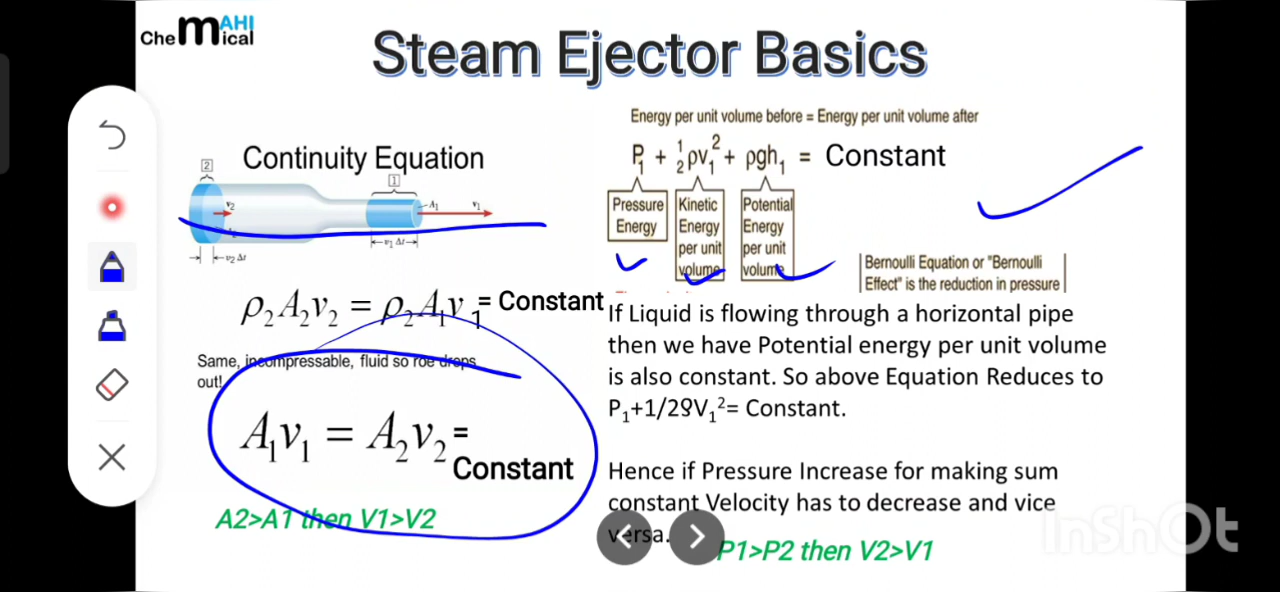 Che mAHI ical
Steam Ejector Basics
Energy per unit volume before = Energy per unit volume after
P₁ + ½ρv₁² + ρgh₁ = Constant
Pressure Energy
Kinetic Energy per unit volume
Potential Energy per unit volume
Bernoulli Equation or "Bernoulli
Effect" is the reduction in pressure
Continuity Equation
2
1
v₂
A₁
v₁
A₂
v₂ Δt
v₁ Δt
ρ₂A₂v₂ = ρ₂A₁v₁ = Constant
Same, incompressable, fluid so roe drops
out!
A₁v₁ = A₂v₂ =
Constant
A2>A1 then V1>V2
If Liquid is flowing through a horizontal pipe
then we have Potential energy per unit volume
is also constant. So above Equation Reduces to
P₁+1/2ϑV₁²= Constant.
Hence if Pressure Increase for making sum
constant Velocity has to decrease and vice
versa.
P1>P2 then V2>V1
InShOt